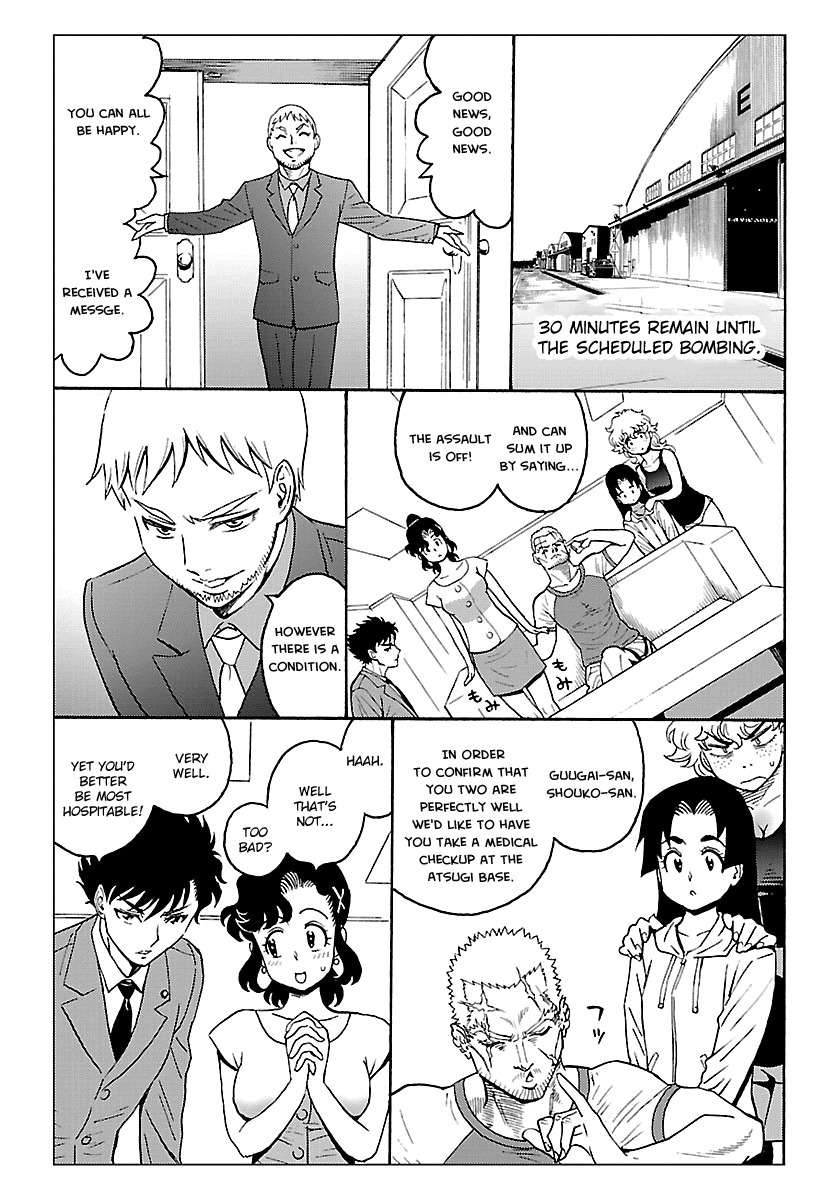 E
30 MINUTES REMAIN UNTIL
THE SCHEDULED BOMBING.
GOOD
NEWS,
GOOD
NEWS.
YOU CAN ALL
BE HAPPY.
I'VE
RECEIVED A
MESSGE.
AND CAN
SUM IT UP
BY SAYING...
THE ASSAULT
IS OFF!
もみ
もみ
HOWEVER
THERE IS A
CONDITION.
GUUGAI-SAN,
SHOUKO-SAN.
IN ORDER
TO CONFIRM THAT
YOU TWO ARE
PERFECTLY WELL
WE'D LIKE TO HAVE
YOU TAKE A MEDICAL
CHECKUP AT THE
ATSUGI BASE.
フッ
HAAH.
WELL
THAT'S
NOT...
TOO
BAD?
VERY
WELL.
YET YOU'D
BETTER
BE MOST
HOSPITABLE!